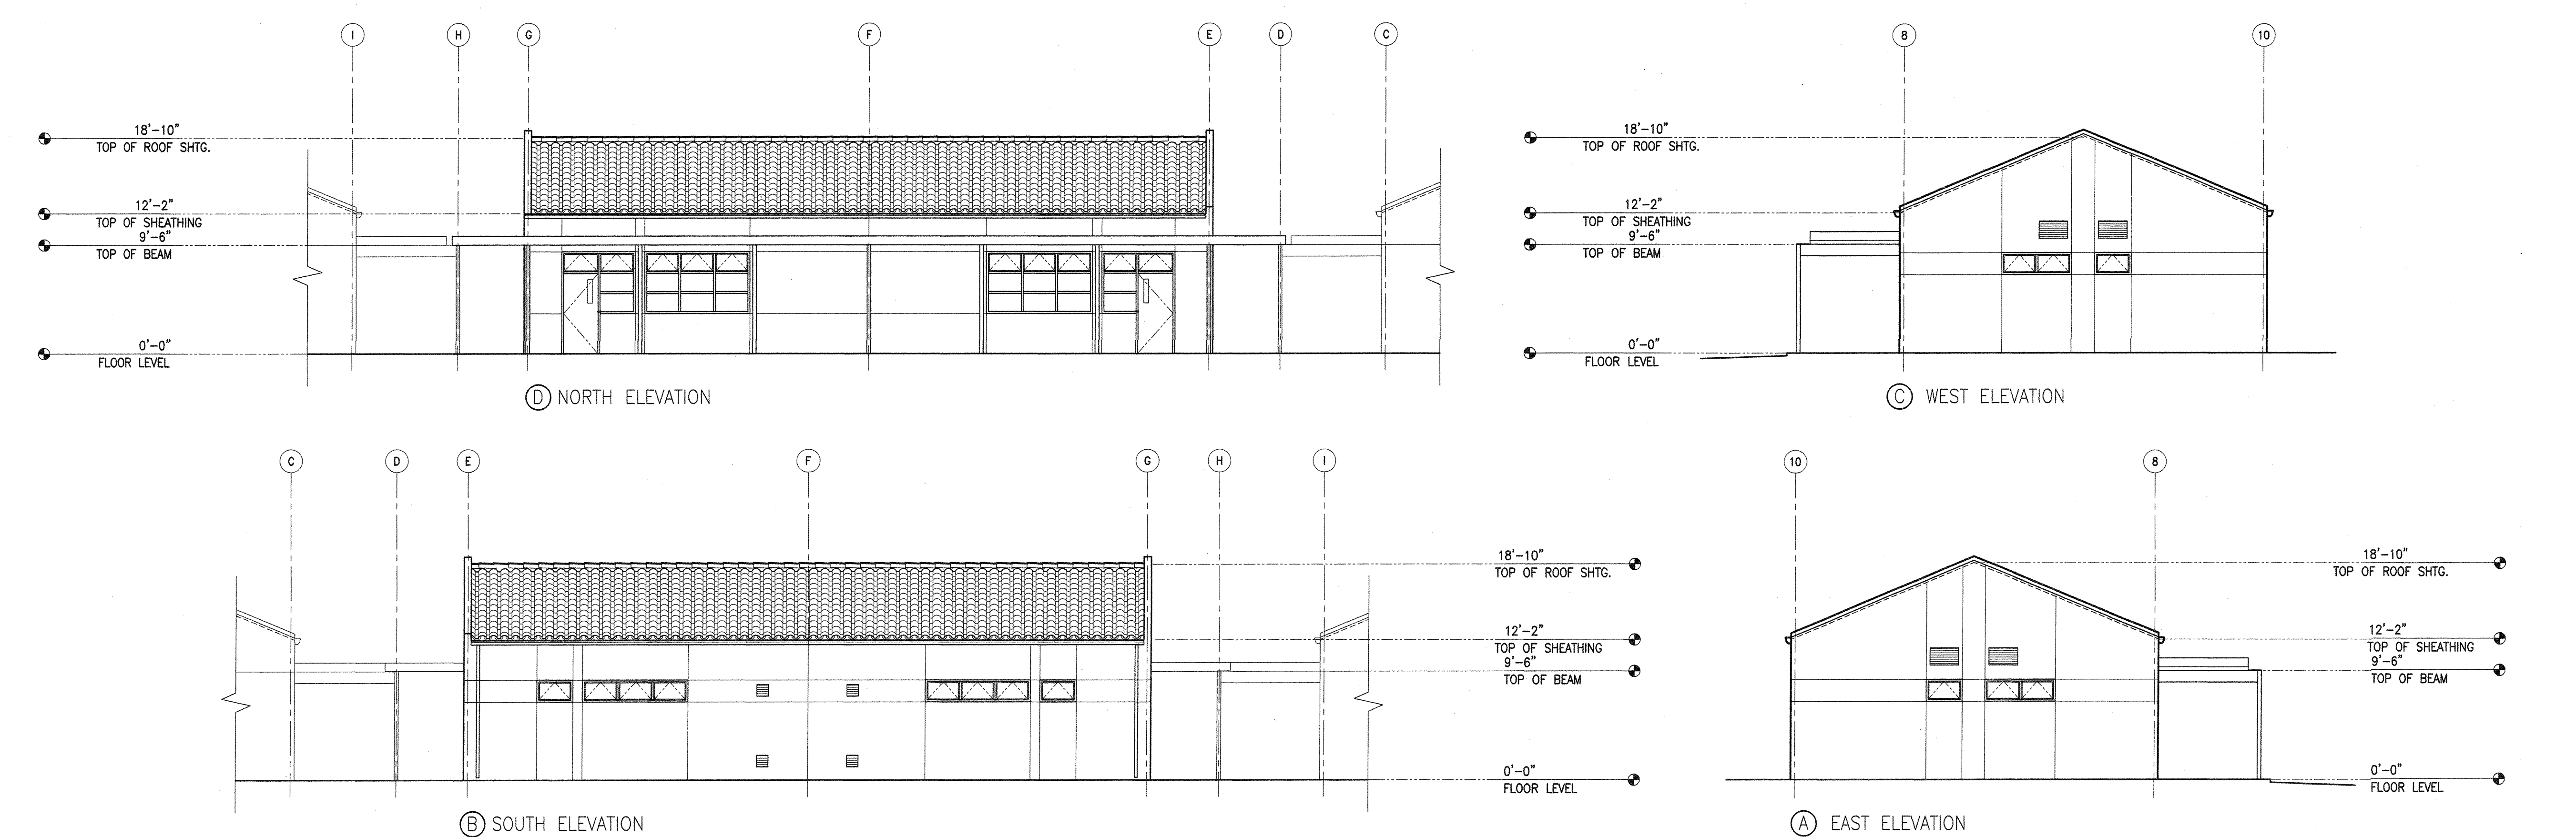 I H G F E D C
18'-10"
TOP OF ROOF SHTG.
12'-2"
TOP OF SHEATHING
9'-6"
TOP OF BEAM
0'-0"
FLOOR LEVEL
D NORTH ELEVATION
8 10
18'-10"
TOP OF ROOF SHTG.
12'-2"
TOP OF SHEATHING
9'-6"
TOP OF BEAM
0'-0"
FLOOR LEVEL
C WEST ELEVATION
C D E F G H I
18'-10"
TOP OF ROOF SHTG.
12'-2"
TOP OF SHEATHING
9'-6"
TOP OF BEAM
0'-0"
FLOOR LEVEL
B SOUTH ELEVATION
10 8
18'-10"
TOP OF ROOF SHTG.
12'-2"
TOP OF SHEATHING
9'-6"
TOP OF BEAM
0'-0"
FLOOR LEVEL
A EAST ELEVATION